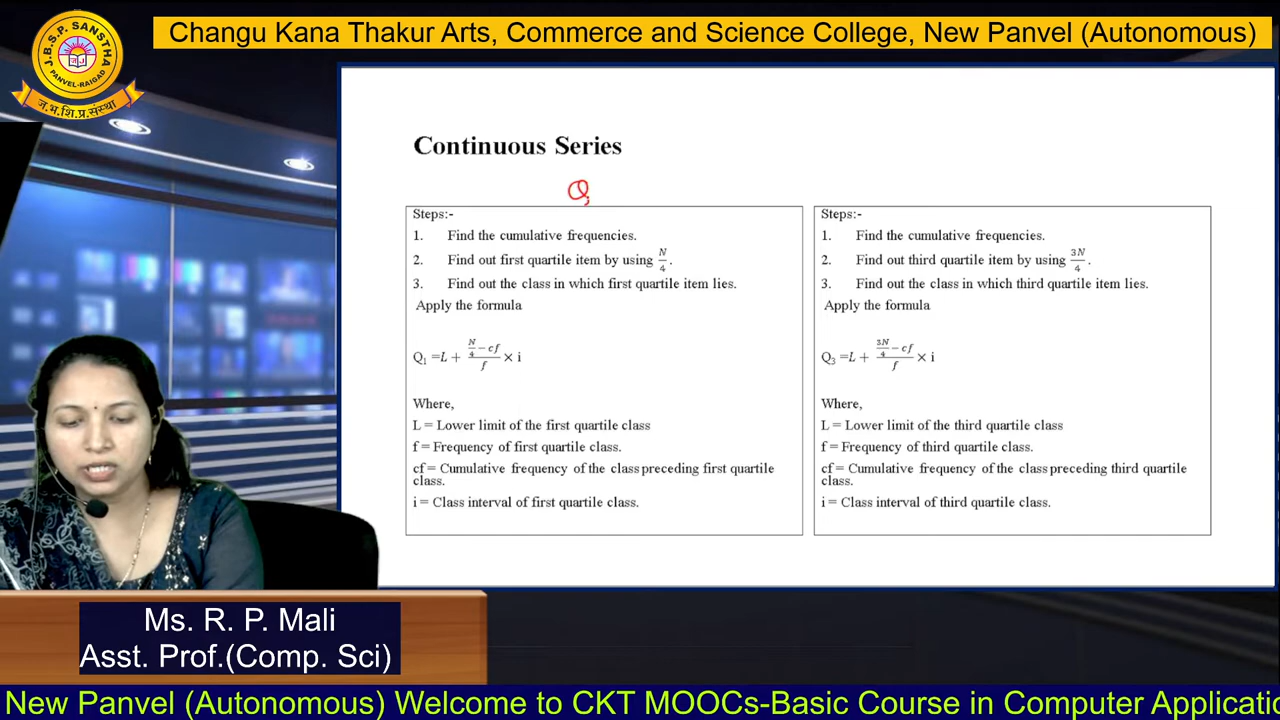 Changu Kana Thakur Arts, Commerce and Science College, New Panvel (Autonomous)
J.B.S.P. SANSTHA
PANVEL-RAIGAD
ज.भ.शि.प्र.संस्था
Continuous Series
Q
Steps:-
1. Find the cumulative frequencies.
2. Find out first quartile item by using N/4.
3. Find out the class in which first quartile item lies.
Apply the formula
Q₁ =L + (N/4 − cf)/f × i
Where,
L = Lower limit of the first quartile class
f = Frequency of first quartile class.
cf = Cumulative frequency of the class preceding first quartile
class.
i = Class interval of first quartile class.
Steps:-
1. Find the cumulative frequencies.
2. Find out third quartile item by using 3N/4.
3. Find out the class in which third quartile item lies.
Apply the formula
Q₃ =L + (3N/4 − cf)/f × i
Where,
L = Lower limit of the third quartile class
f = Frequency of third quartile class.
cf = Cumulative frequency of the class preceding third quartile
class.
i = Class interval of third quartile class.
Ms. R. P. Mali
Asst. Prof.(Comp. Sci)
New Panvel (Autonomous) Welcome to CKT MOOCs-Basic Course in Computer Applicatio